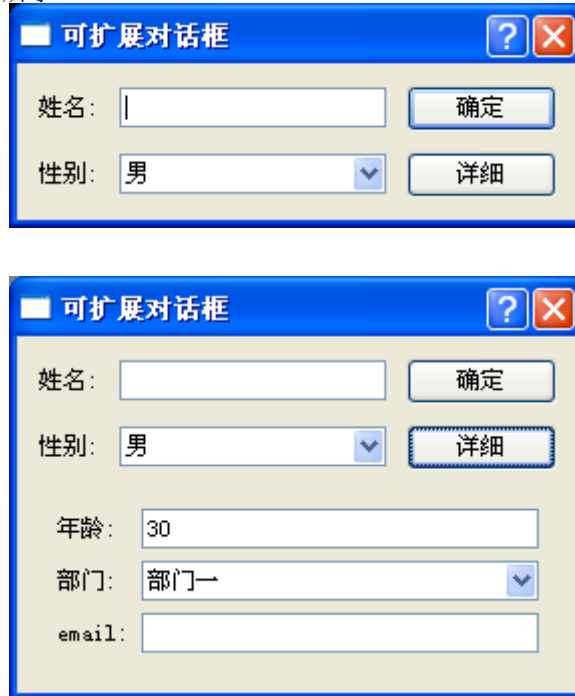 可扩展对话框
姓名:
确定
性别: 男
详细
可扩展对话框
姓名:
确定
性别: 男
详细
年龄: 30
部门: 部门一
email: